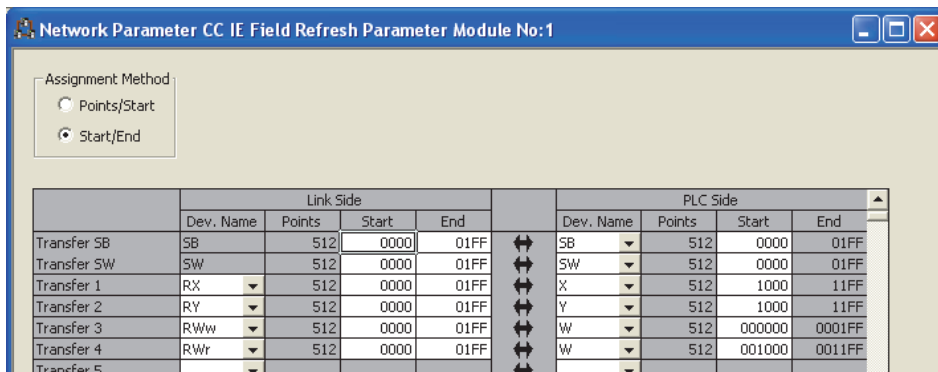 Network Parameter CC IE Field Refresh Parameter Module No:1
Assignment Method
Points/Start
Start/End
Link Side PLC Side
Dev. Name Points Start End Dev. Name Points Start End
Transfer SB SB 512 0000 01FF SB 512 0000 01FF
Transfer SW SW 512 0000 01FF SW 512 0000 01FF
Transfer 1 RX 512 0000 01FF X 512 1000 11FF
Transfer 2 RY 512 0000 01FF Y 512 1000 11FF
Transfer 3 RWw 512 0000 01FF W 512 000000 0001FF
Transfer 4 RWr 512 0000 01FF W 512 001000 0011FF
Transfer 5